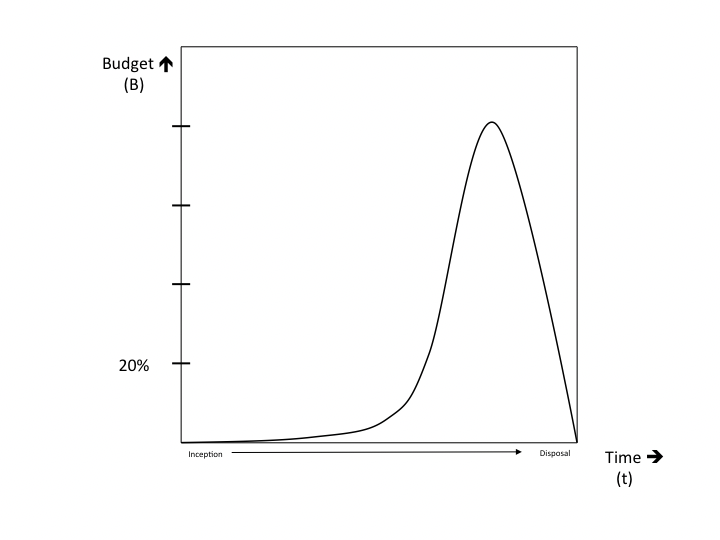 Budget 🡩
(B)
20%
Inception
Disposal
Time 🡪
(t)